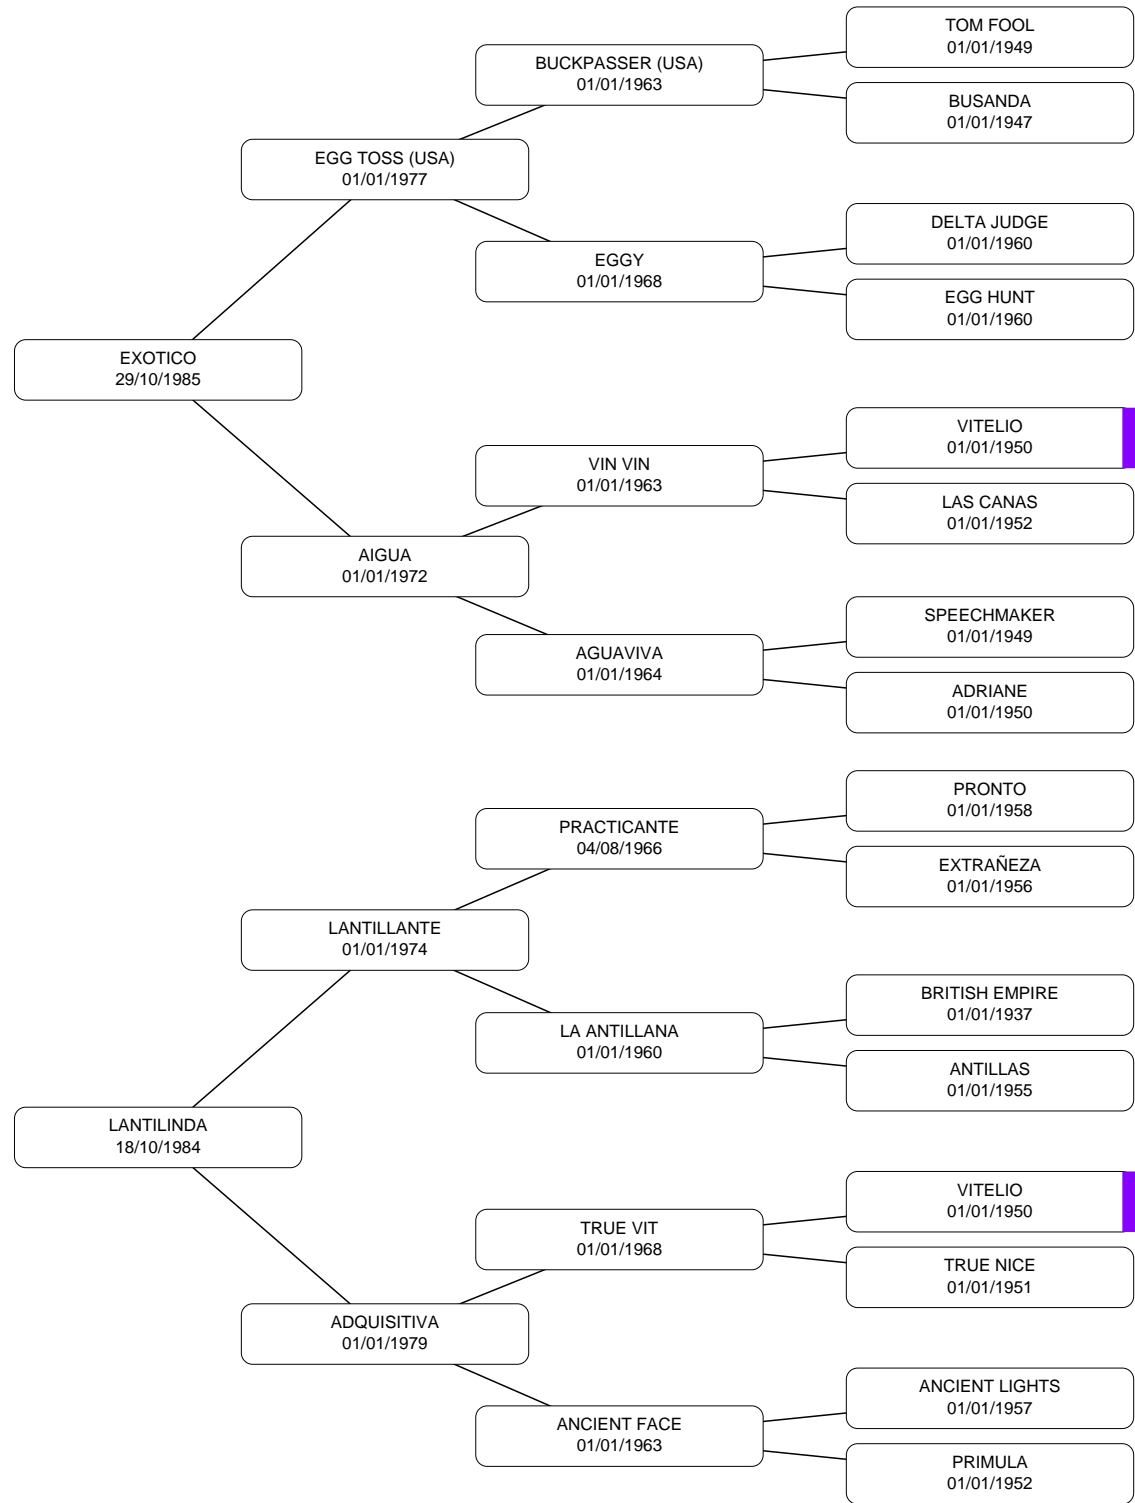 TOM FOOL
01/01/1949
BUCKPASSER (USA)
01/01/1963
BUSANDA
01/01/1947
EGG TOSS (USA)
01/01/1977
DELTA JUDGE
01/01/1960
EGGY
01/01/1968
EGG HUNT
01/01/1960
EXOTICO
29/10/1985
VITELIO
01/01/1950
VIN VIN
01/01/1963
LAS CANAS
01/01/1952
AIGUA
01/01/1972
SPEECHMAKER
01/01/1949
AGUAVIVA
01/01/1964
ADRIANE
01/01/1950
PRONTO
01/01/1958
PRACTICANTE
04/08/1966
EXTRAÑEZA
01/01/1956
LANTILLANTE
01/01/1974
BRITISH EMPIRE
01/01/1937
LA ANTILLANA
01/01/1960
ANTILLAS
01/01/1955
LANTILINDA
18/10/1984
VITELIO
01/01/1950
TRUE VIT
01/01/1968
TRUE NICE
01/01/1951
ADQUISITIVA
01/01/1979
ANCIENT LIGHTS
01/01/1957
ANCIENT FACE
01/01/1963
PRIMULA
01/01/1952